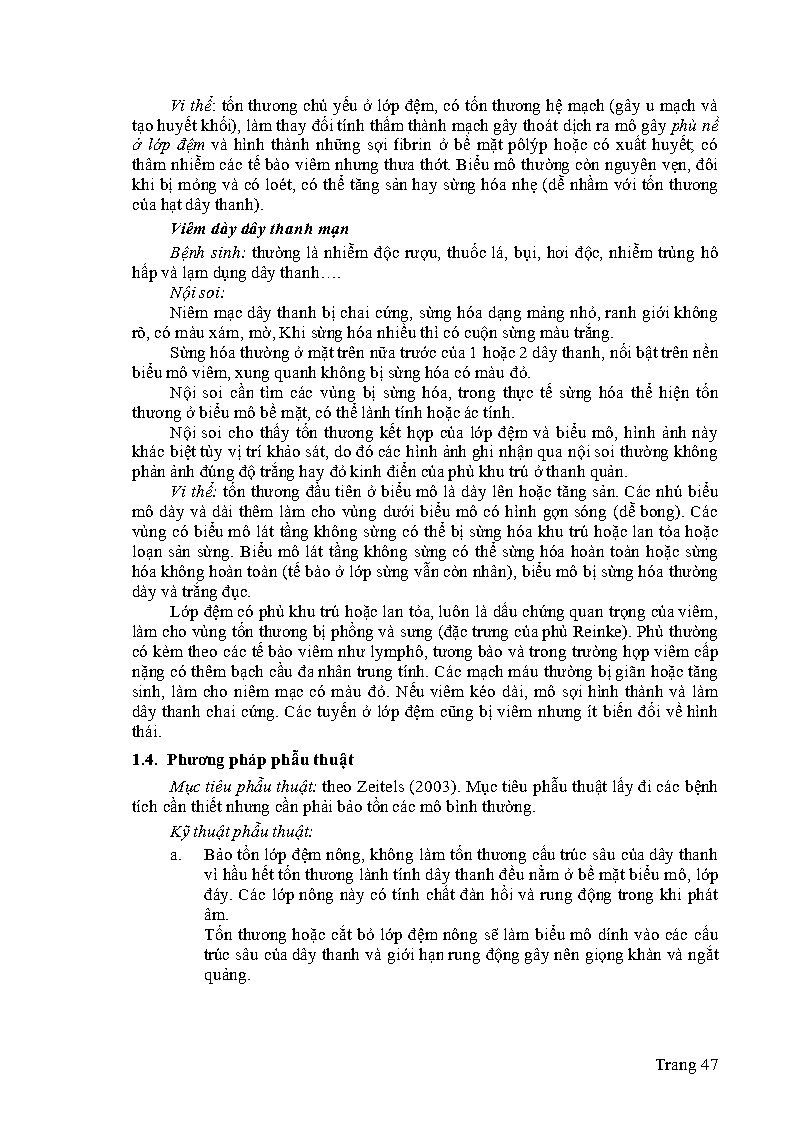 Vi thể: tổn thương chủ yếu ở lớp đệm, có tổn thương hệ mạch (gây u mạch và
tạo huyết khối), làm thay đổi tính thấm thành mạch gây thoát dịch ra mô gây phù nề
ở lớp đệm và hình thành những sợi fibrin ở bề mặt pôlýp hoặc có xuất huyết; có
thâm nhiễm các tế bào viêm nhưng thưa thớt. Biểu mô thường còn nguyên vẹn, đôi
khi bị mỏng và có loét, có thể tăng sản hay sừng hóa nhẹ (dễ nhầm với tổn thương
của hạt dây thanh).
Viêm dày dây thanh mạn
Bệnh sinh: thường là nhiễm độc rượu, thuốc lá, bụi, hơi độc, nhiễm trùng hô
hấp và lạm dụng dây thanh….
Nội soi:
Niêm mạc dây thanh bị chai cứng, sừng hóa dạng mảng nhỏ, ranh giới không
rõ, có màu xám, mờ, Khi sừng hóa nhiều thì có cuộn sừng màu trắng.
Sừng hóa thường ở mặt trên nữa trước của 1 hoặc 2 dây thanh, nổi bật trên nền
biểu mô viêm, xung quanh không bị sừng hóa có màu đỏ.
Nội soi cần tìm các vùng bị sừng hóa, trong thực tế sừng hóa thể hiện tổn
thương ở biểu mô bề mặt, có thể lành tính hoặc ác tính.
Nội soi cho thấy tổn thương kết hợp của lớp đệm và biểu mô, hình ảnh này
khác biệt tùy vị trí khảo sát, do đó các hình ảnh ghi nhận qua nội soi thường không
phản ảnh đúng độ trắng hay đỏ kinh điển của phù khu trú ở thanh quản.
Vi thể: tổn thương đầu tiên ở biểu mô là dày lên hoặc tăng sản. Các nhú biểu
mô dày và dài thêm làm cho vùng dưới biểu mô có hình gợn sóng (dễ bong). Các
vùng có biểu mô lát tầng không sừng có thể bị sừng hóa khu trú hoặc lan tỏa hoặc
loạn sản sừng. Biểu mô lát tầng không sừng có thể sừng hóa hoàn toàn hoặc sừng
hóa không hoàn toàn (tế bào ở lớp sừng vẫn còn nhân), biểu mô bị sừng hóa thường
dày và trắng đục.
Lớp đệm có phù khu trú hoặc lan tỏa, luôn là dấu chứng quan trọng của viêm,
làm cho vùng tổn thương bị phồng và sưng (đặc trưng của phù Reinke). Phù thường
có kèm theo các tế bào viêm như lymphô, tương bào và trong trường hợp viêm cấp
nặng có thêm bạch cầu đa nhân trung tính. Các mạch máu thường bị giãn hoặc tăng
sinh, làm cho niêm mạc có màu đỏ. Nếu viêm kéo dài, mô sợi hình thành và làm
dây thanh chai cứng. Các tuyến ở lớp đệm cũng bị viêm nhưng ít biến đổi về hình
thái.
1.4. Phương pháp phẫu thuật
Mục tiêu phẫu thuật: theo Zeitels (2003). Mục tiêu phẫu thuật lấy đi các bệnh
tích cần thiết nhưng cần phải bảo tồn các mô bình thường.
Kỹ thuật phẫu thuật:
a. Bảo tồn lớp đệm nông, không làm tổn thương cấu trúc sâu của dây thanh
vì hầu hết tổn thương lành tính dây thanh đều nằm ở bề mặt biểu mô, lớp
đáy. Các lớp nông này có tính chất đàn hồi và rung động trong khi phát
âm.
Tổn thương hoặc cắt bỏ lớp đệm nông sẽ làm biểu mô dính vào các cấu
trúc sâu của dây thanh và giới hạn rung động gây nên giọng khàn và ngắt
quảng.
Trang 47